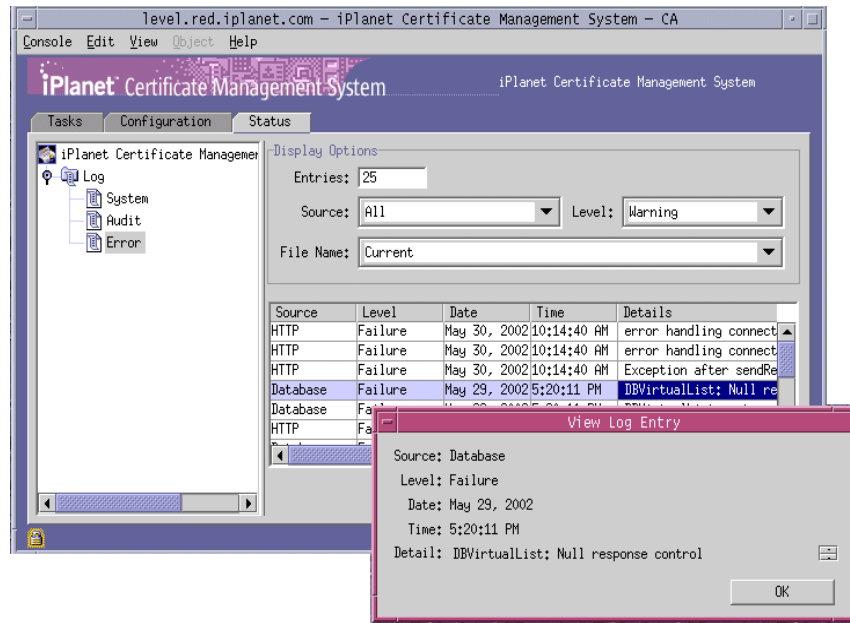 level.red.iplanet.com – iPlanet Certificate Management System – CA
Console Edit View Object Help
iPlanet Certificate Management System
iPlanet Certificate Management System
Tasks Configuration Status
iPlanet Certificate Managemer
Log
System
Audit
Error
Display Options
Entries: 25
Source: All Level: Warning
File Name: Current
Source Level Date Time Details
HTTP Failure May 30, 2002 10:14:40 AM error handling connect
HTTP Failure May 30, 2002 10:14:40 AM error handling connect
HTTP Failure May 30, 2002 10:14:40 AM Exception after sendRe
Database Failure May 29, 2002 5:20:11 PM DBVirtualList: Null re
Database
HTTP
View Log Entry
Source: Database
Level: Failure
Date: May 29, 2002
Time: 5:20:11 PM
Detail: DBVirtualList: Null response control
OK